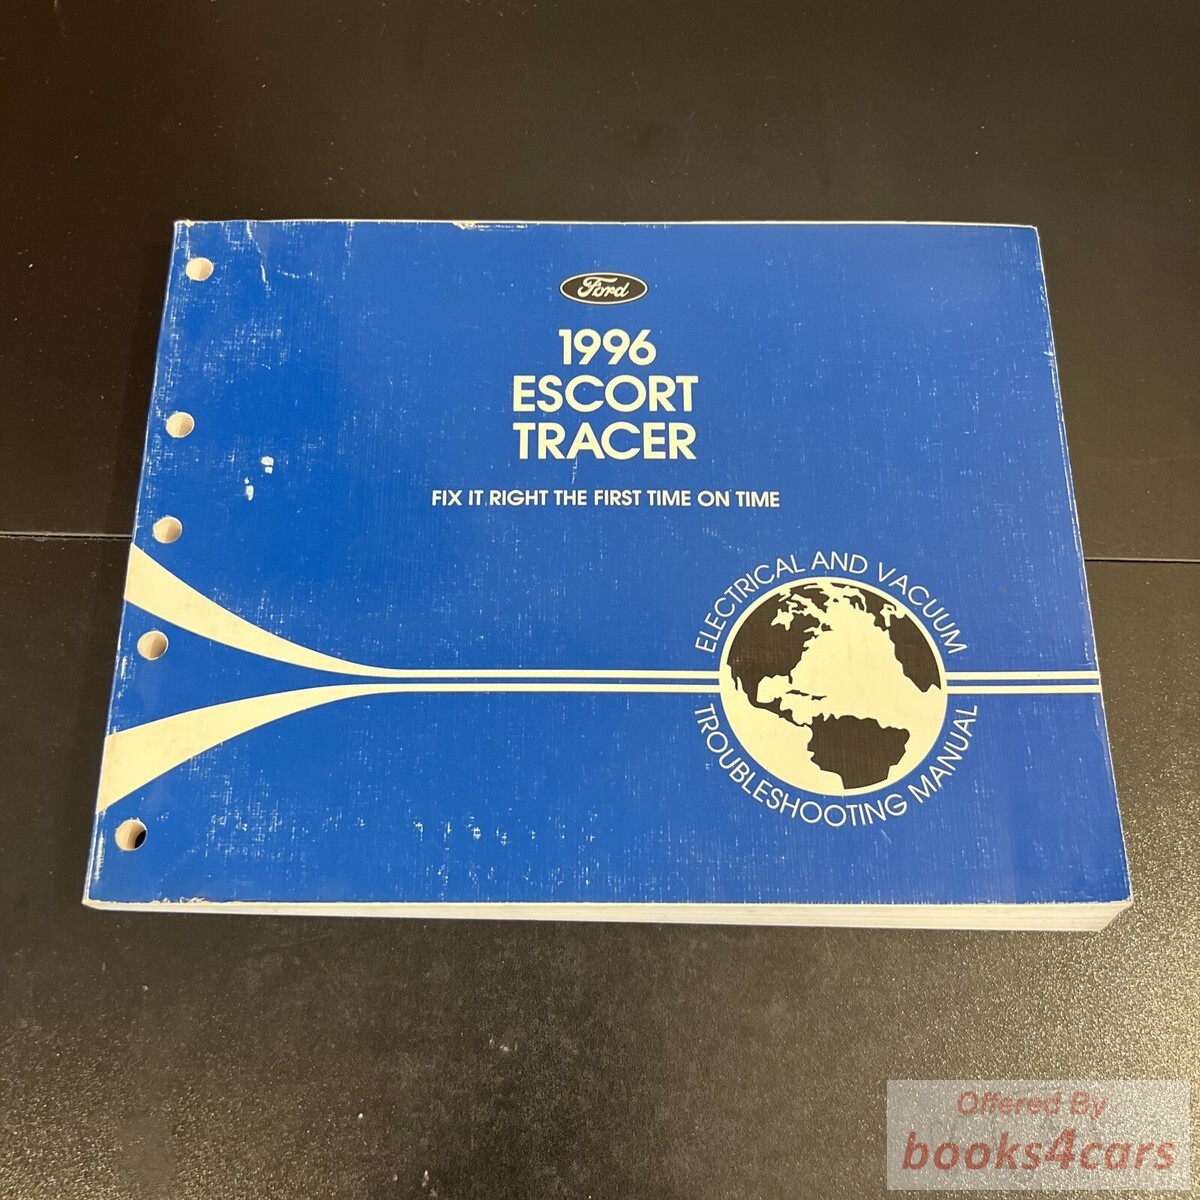 Ford
1996
ESCORT
TRACER
FIX IT RIGHT THE FIRST TIME ON TIME
ELECTRICAL AND VACUUM
TROUBLESHOOTING MANUAL
Offered By
books4cars